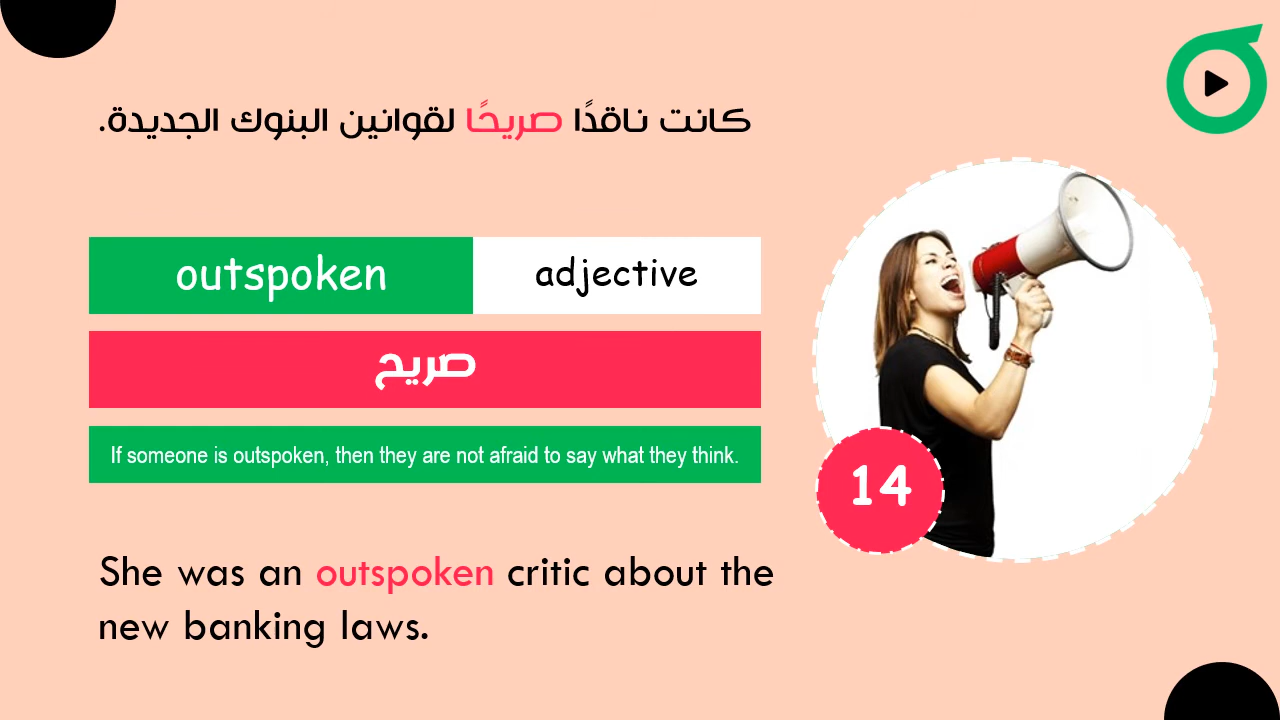 كانت ناقدًا صريحًا لقوانين البنوك الجديدة.
outspoken adjective
صريح
If someone is outspoken, then they are not afraid to say what they think.
14
She was an outspoken critic about the
new banking laws.